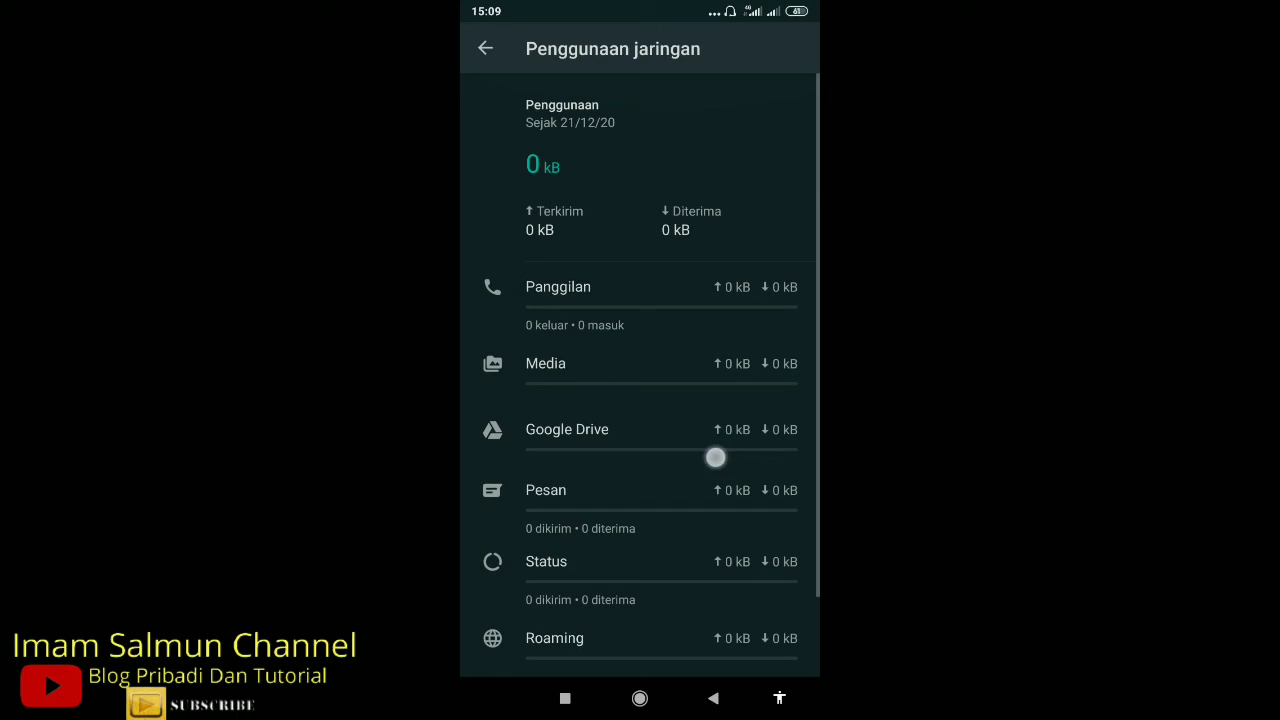 15:09
4G
61
Penggunaan jaringan
Penggunaan
Sejak 21/12/20
0 kB
Terkirim
Diterima
0 kB
0 kB
Panggilan
0 kB
0 kB
0 keluar • 0 masuk
Media
0 kB
0 kB
Google Drive
0 kB
0 kB
Pesan
0 kB
0 kB
0 dikirim • 0 diterima
Status
0 kB
0 kB
0 dikirim • 0 diterima
Roaming
0 kB
0 kB
Imam Salmun Channel
Blog Pribadi Dan Tutorial
SUBSCRIBE